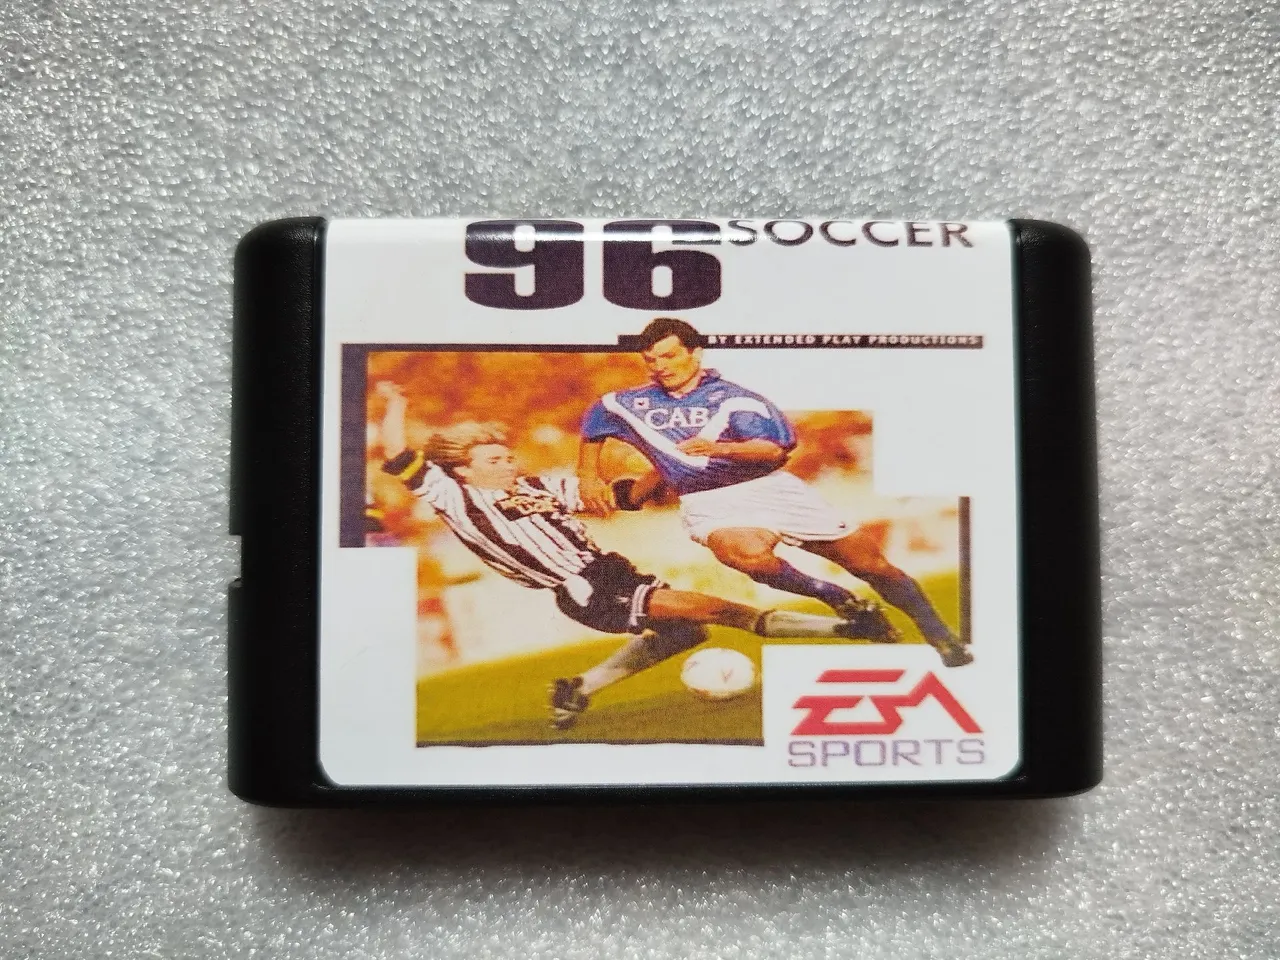 96 SOCCER
BY EXTENDED PLAY PRODUCTIONS
CAB
EA
SPORTS